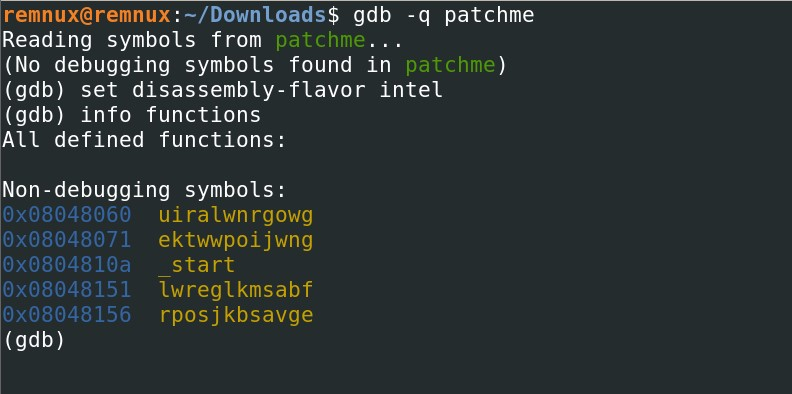 remnux@remnux:~/Downloads$ gdb -q patchme
Reading symbols from patchme...
(No debugging symbols found in patchme)
(gdb) set disassembly-flavor intel
(gdb) info functions
All defined functions:

Non-debugging symbols:
0x08048060  uiralwnrgowg
0x08048071  ektwwpoijwng
0x0804810a  _start
0x08048151  lwreglkmsabf
0x08048156  rposjkbsavge
(gdb)